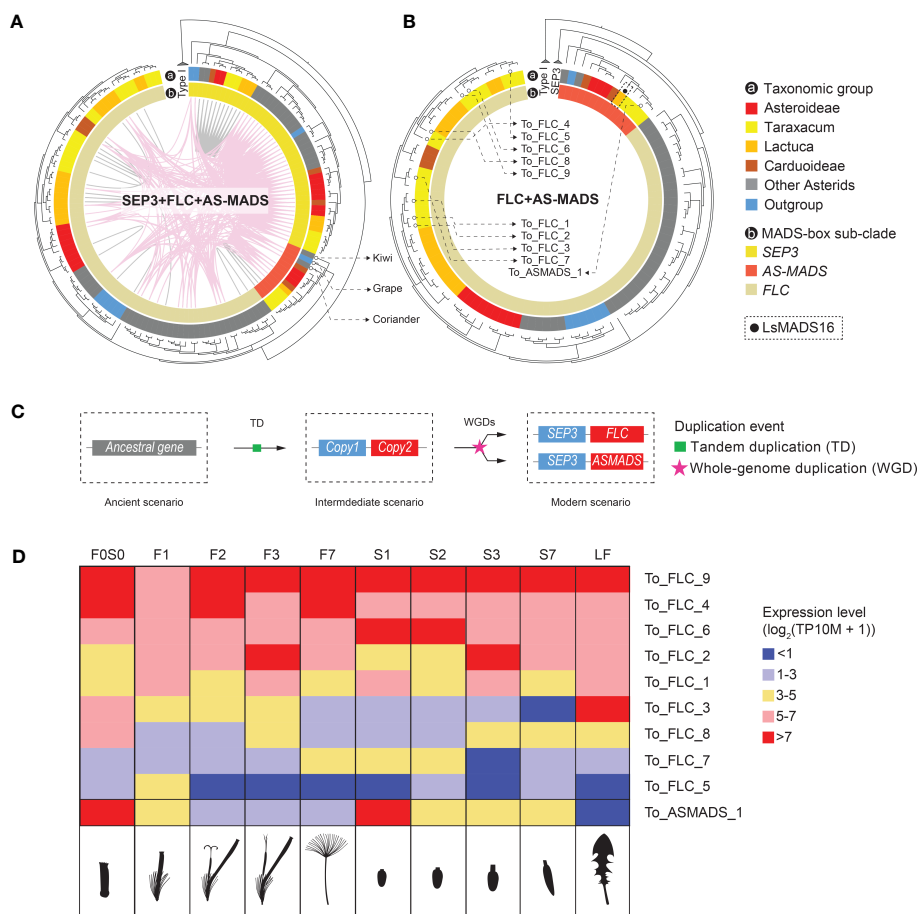 A
B
a
b
Type I
SEP3+FLC+AS-MADS
Kiwi
Grape
Coriander
a
b
Type I
SEP3
To_FLC_4
To_FLC_5
To_FLC_6
To_FLC_8
To_FLC_9
FLC+AS-MADS
To_FLC_1
To_FLC_2
To_FLC_3
To_FLC_7
To_ASMADS_1
a Taxonomic group
Asteroideae
Taraxacum
Lactuca
Carduoideae
Other Asterids
Outgroup
b MADS-box sub-clade
SEP3
AS-MADS
FLC
LsMADS16
C
Ancestral gene
TD
Copy1 Copy2
WGDs
SEP3 FLC
SEP3 ASMADS
Ancient scenario
Intermdediate scenario
Modern scenario
Duplication event
Tandem duplication (TD)
Whole-genome duplication (WGD)
D
F0S0 F1 F2 F3 F7 S1 S2 S3 S7 LF
To_FLC_9
To_FLC_4
To_FLC_6
To_FLC_2
To_FLC_1
To_FLC_3
To_FLC_8
To_FLC_7
To_FLC_5
To_ASMADS_1
Expression level
(log₂(TP10M + 1))
<1
1-3
3-5
5-7
>7